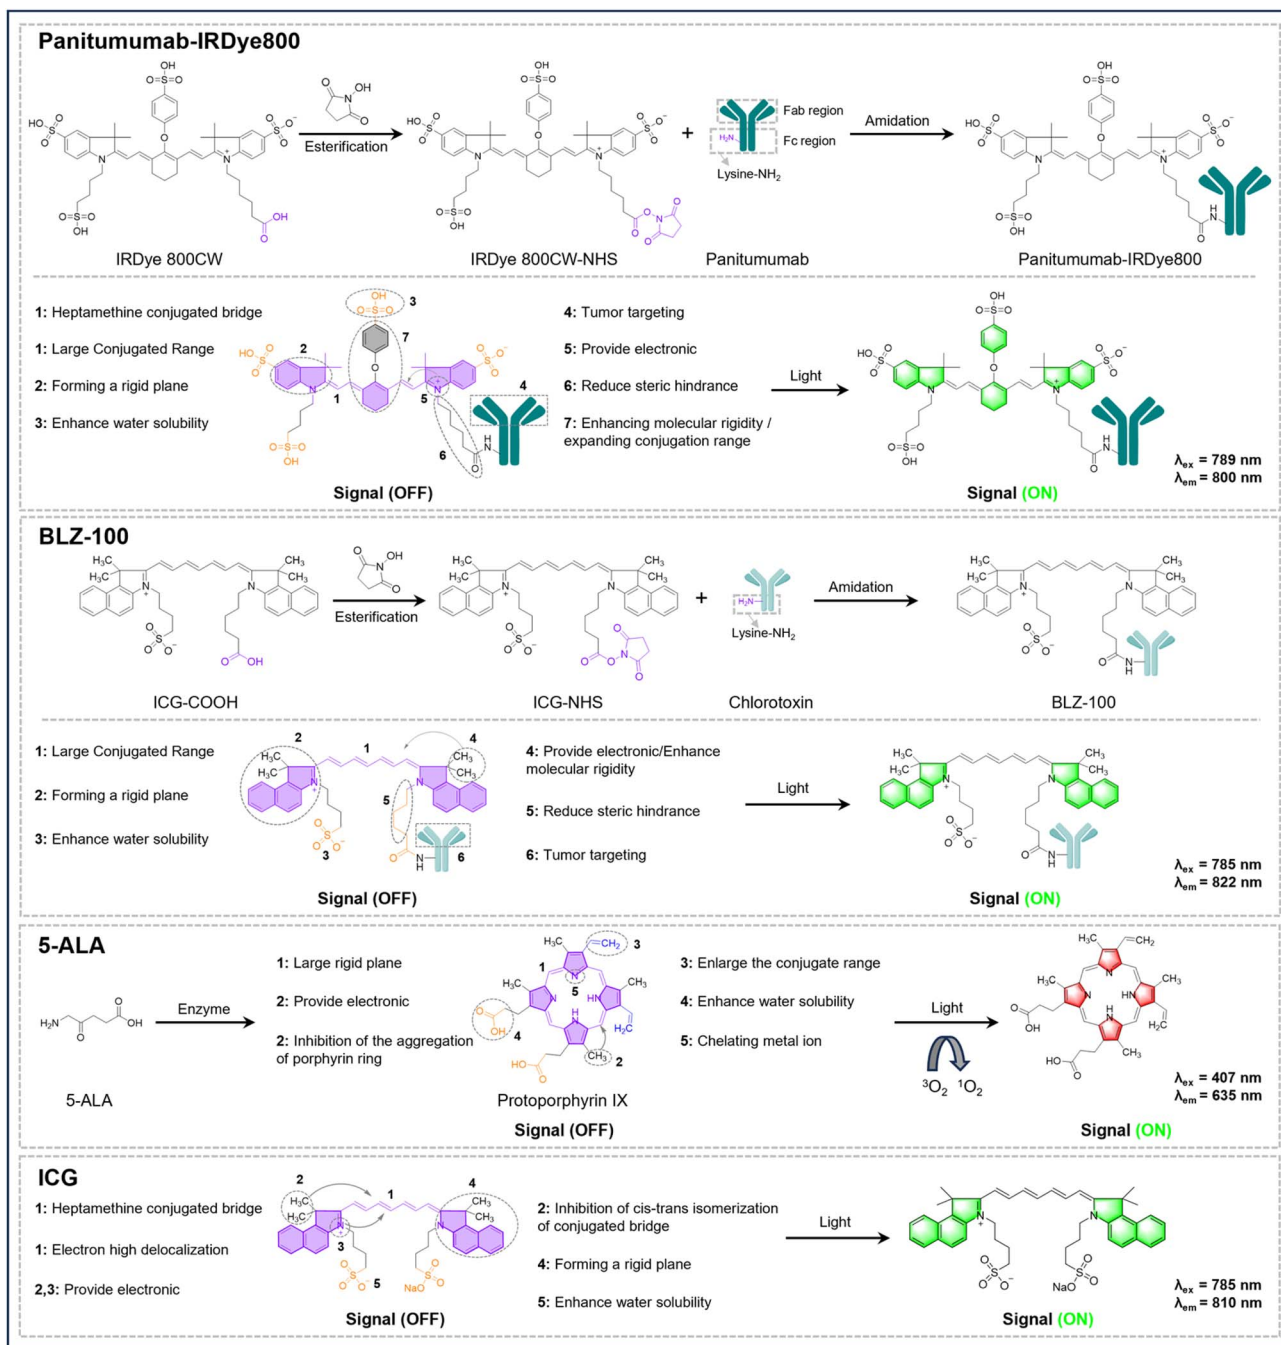 Panitumumab-IRDye800
Esterification
Fab region
Fc region
Lysine-NH2
Amidation
IRDye 800CW
IRDye 800CW-NHS
Panitumumab
Panitumumab-IRDye800
1: Heptamethine conjugated bridge
1: Large Conjugated Range
2: Forming a rigid plane
3: Enhance water solubility
4: Tumor targeting
5: Provide electronic
6: Reduce steric hindrance
7: Enhancing molecular rigidity /
expanding conjugation range
Light
λex = 789 nm
λem = 800 nm
Signal (OFF)
Signal (ON)
BLZ-100
Esterification
Lysine-NH2
Amidation
ICG-COOH
ICG-NHS
Chlorotoxin
BLZ-100
1: Large Conjugated Range
2: Forming a rigid plane
3: Enhance water solubility
4: Provide electronic/Enhance
molecular rigidity
5: Reduce steric hindrance
6: Tumor targeting
Light
λex = 785 nm
λem = 822 nm
Signal (OFF)
Signal (ON)
5-ALA
Enzyme
5-ALA
1: Large rigid plane
2: Provide electronic
2: Inhibition of the aggregation
of porphyrin ring
Protoporphyrin IX
Signal (OFF)
3: Enlarge the conjugate range
4: Enhance water solubility
5: Chelating metal ion
Light
3O2 1O2
λex = 407 nm
λem = 635 nm
Signal (ON)
ICG
1: Heptamethine conjugated bridge
1: Electron high delocalization
2,3: Provide electronic
2: Inhibition of cis-trans isomerization
of conjugated bridge
4: Forming a rigid plane
5: Enhance water solubility
Light
λex = 785 nm
λem = 810 nm
Signal (OFF)
Signal (ON)